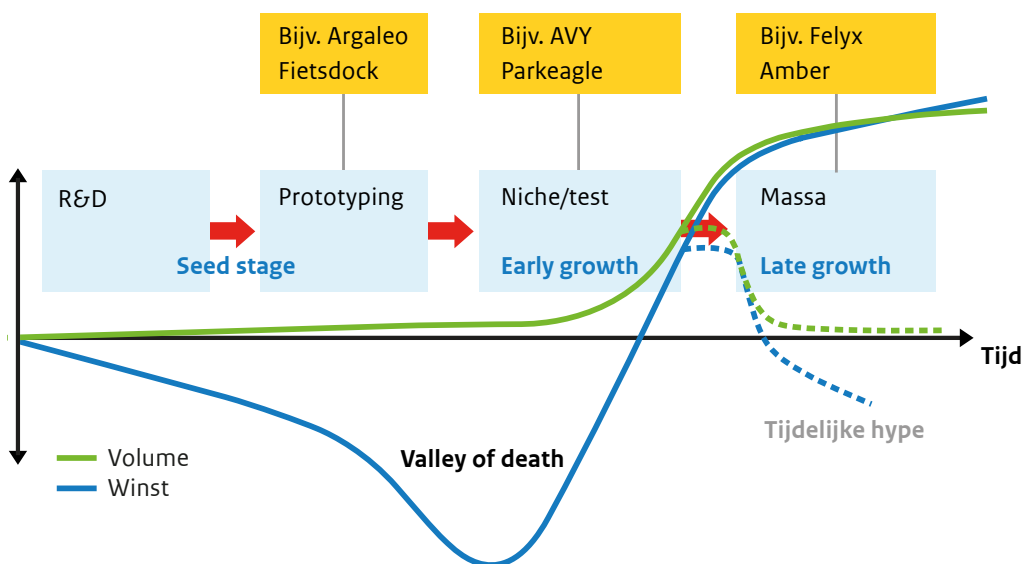 Bijv. Argaleo
Fietsdock
Bijv. AVY
Parkeagle
Bijv. Felyx
Amber
R&D
Prototyping
Niche/test
Massa
Seed stage
Early growth
Late growth
Tijd
Tijdelijke hype
Valley of death
Volume
Winst